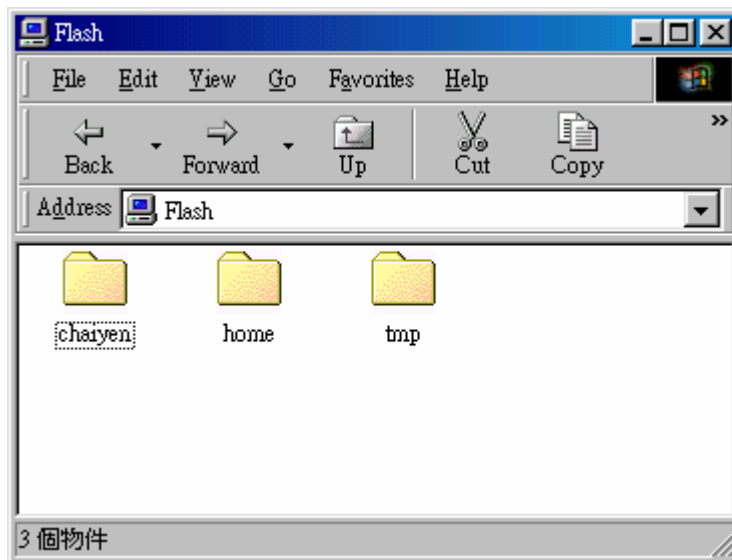 Flash
File Edit View Go Favorites Help
Back Forward Up Cut Copy »
Address Flash
chaiyen home tmp
3 個物件